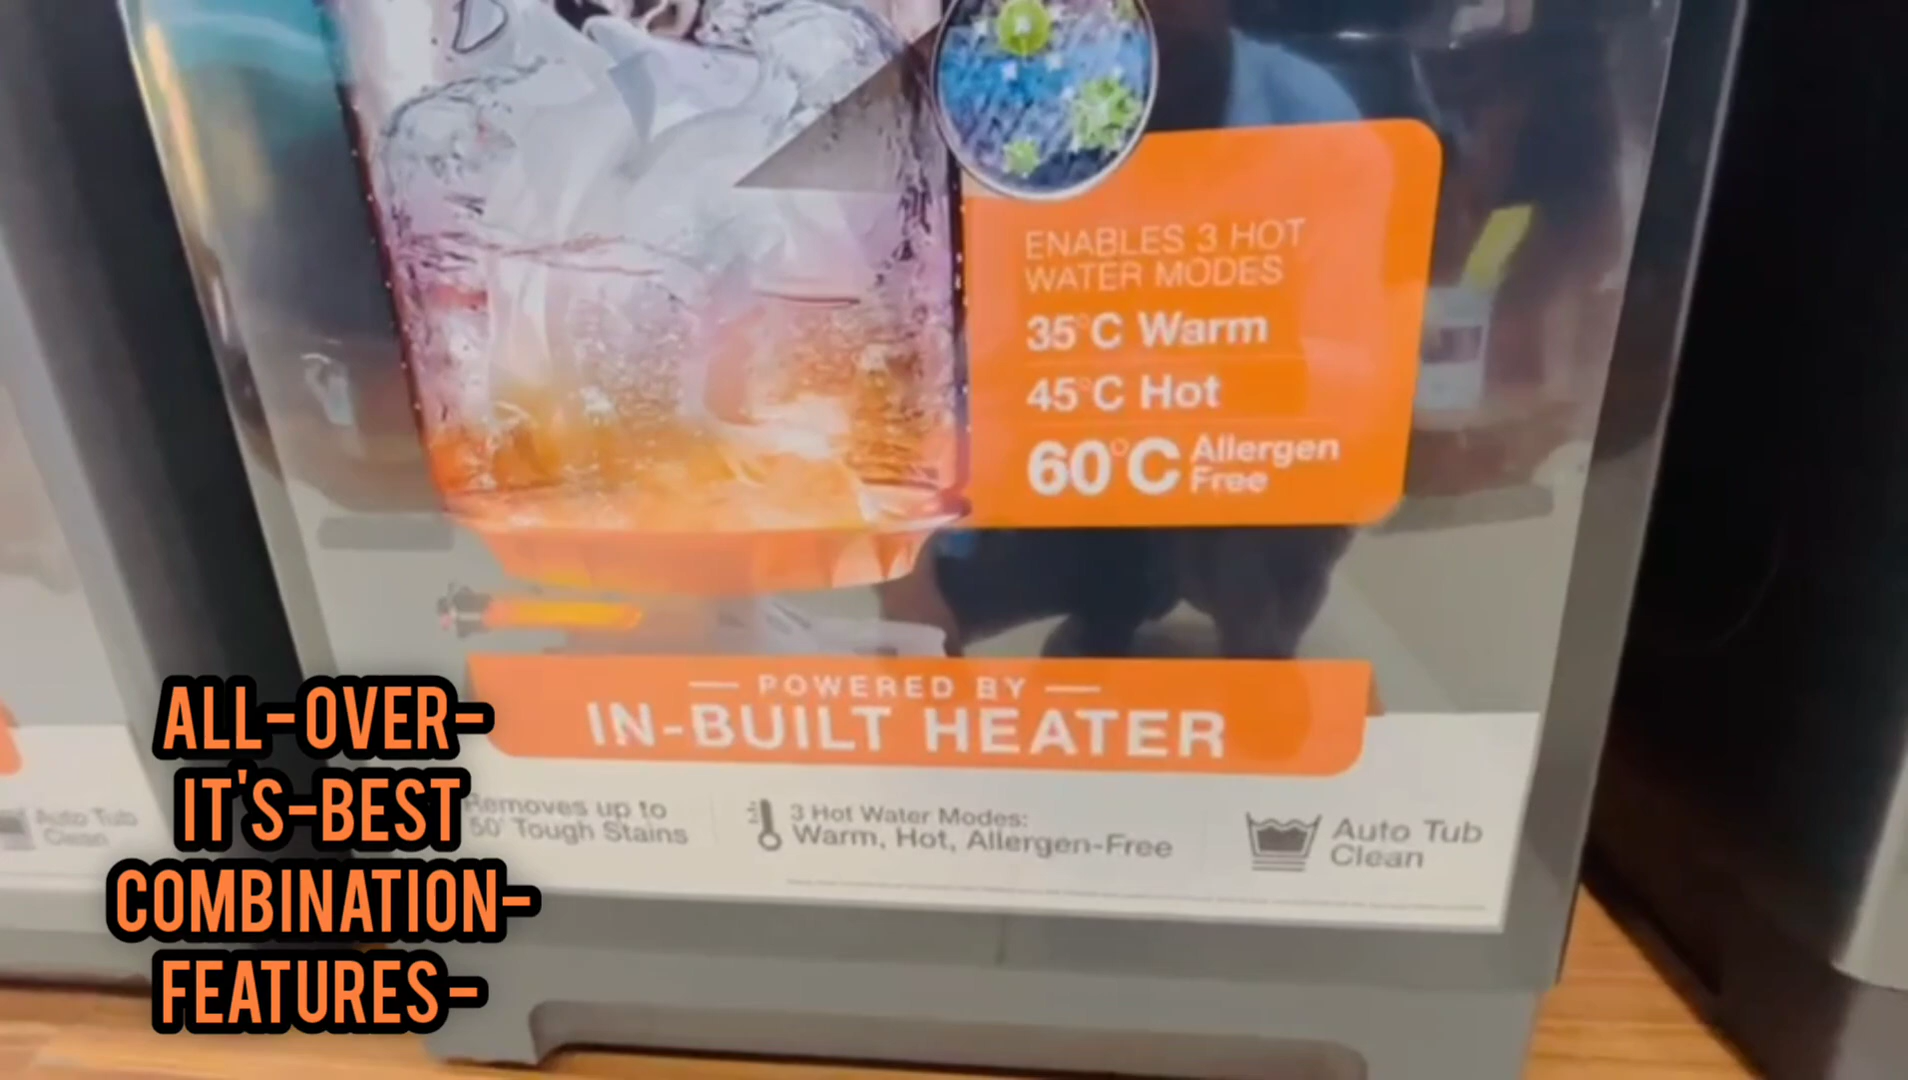 ENABLES 3 HOT
WATER MODES
35°C Warm
45°C Hot
60°C Allergen
Free
POWERED BY
IN-BUILT HEATER
Removes up to
50' Tough Stains
3 Hot Water Modes:
Warm, Hot, Allergen-Free
Auto Tub
Clean
Auto Tub
Clean
ALL-OVER-
IT'S-BEST
COMBINATION-
FEATURES-